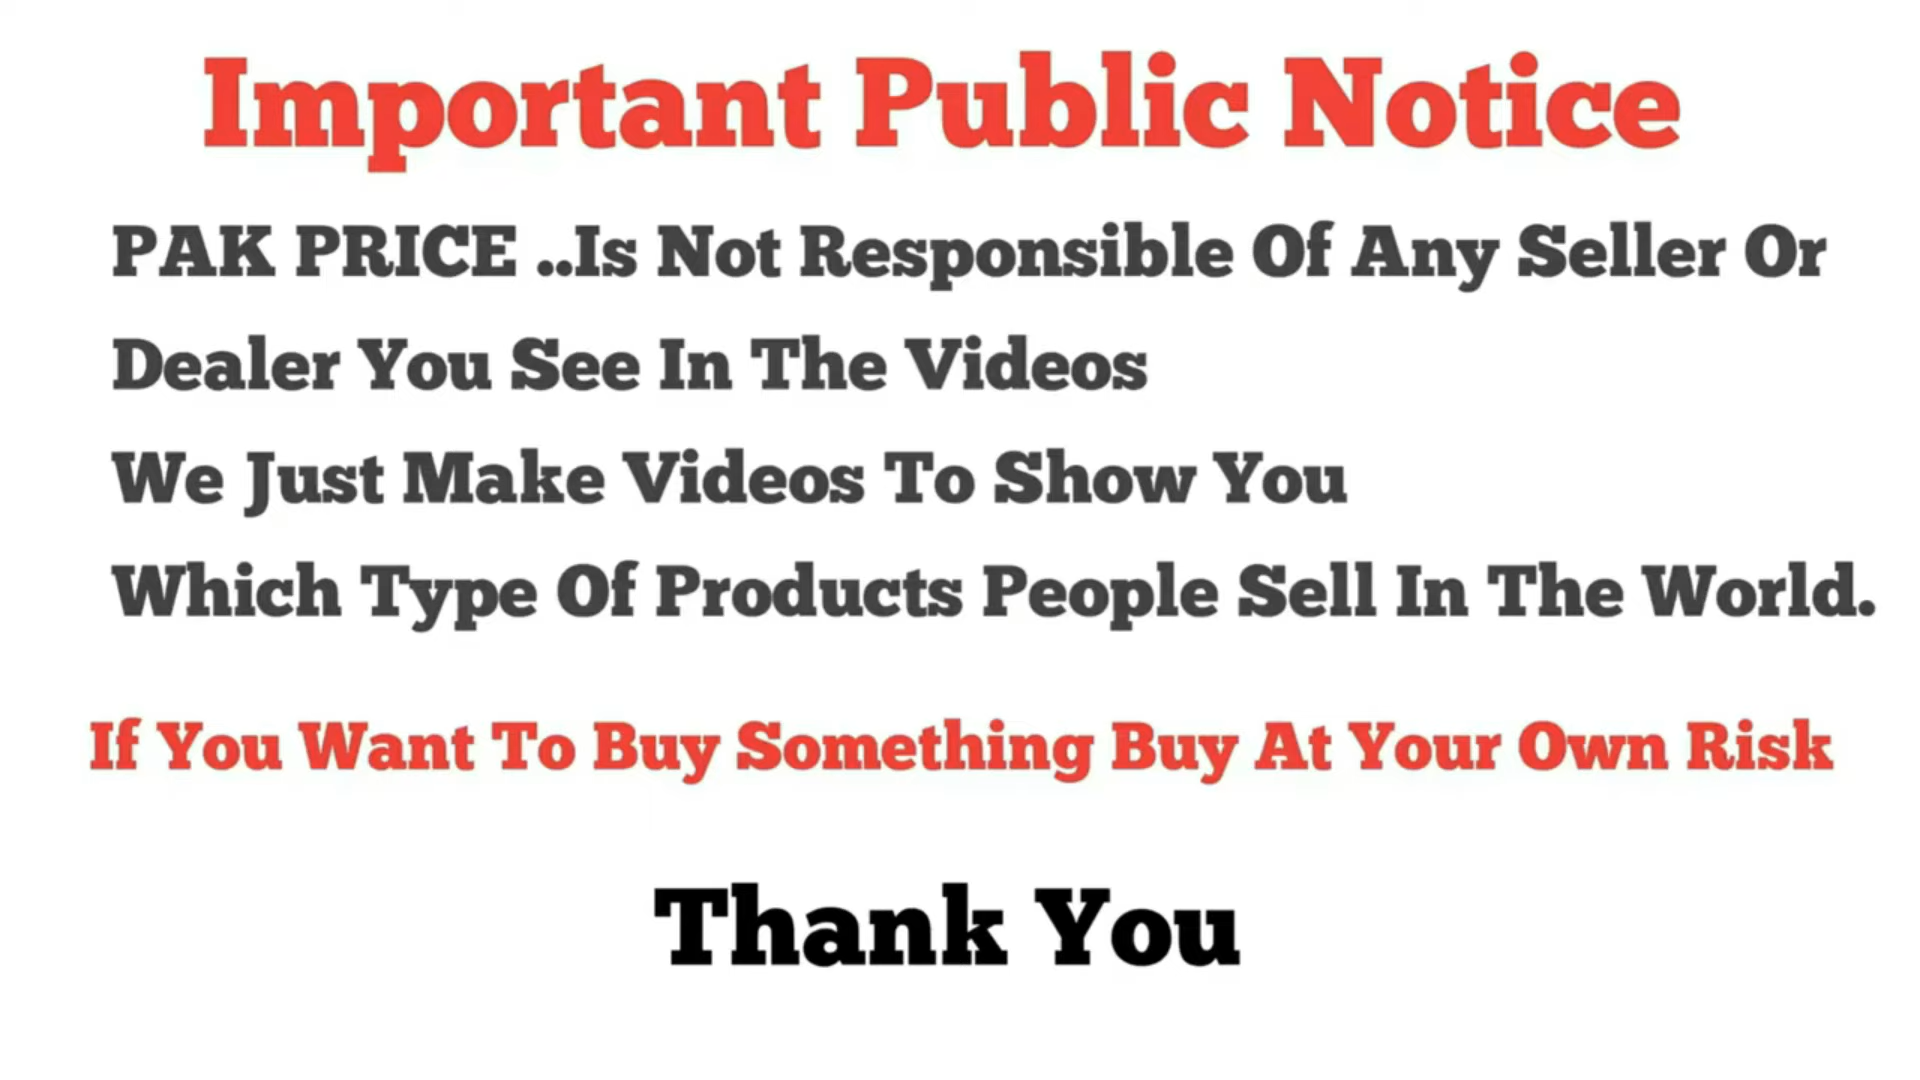 Important Public Notice
PAK PRICE ..Is Not Responsible Of Any Seller Or
Dealer You See In The Videos
We Just Make Videos To Show You
Which Type Of Products People Sell In The World.
If You Want To Buy Something Buy At Your Own Risk
Thank You